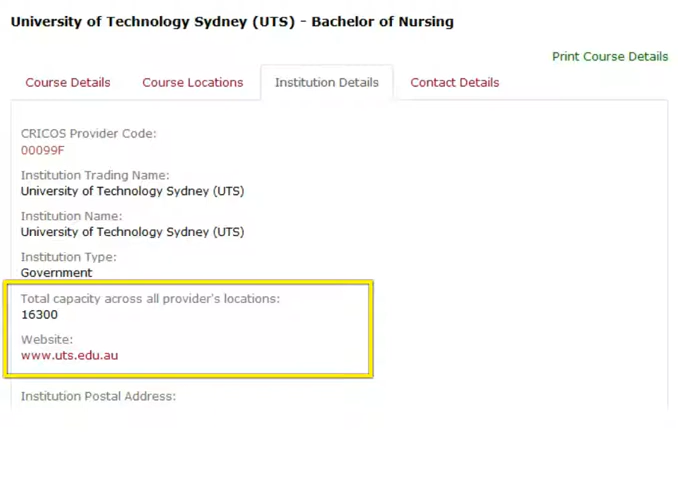 University of Technology Sydney (UTS) - Bachelor of Nursing
Print Course Details
Course Details
Course Locations
Institution Details
Contact Details
CRICOS Provider Code:
00099F
Institution Trading Name:
University of Technology Sydney (UTS)
Institution Name:
University of Technology Sydney (UTS)
Institution Type:
Government
Total capacity across all provider's locations:
16300
Website:
www.uts.edu.au
Institution Postal Address: